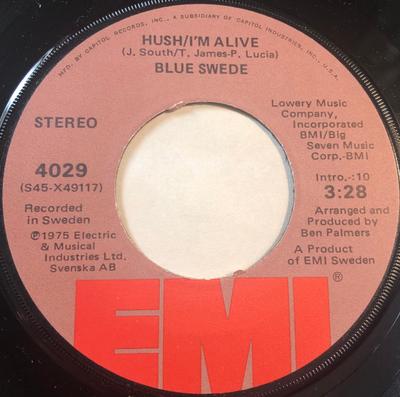 MFD. BY CAPITOL RECORDS, INC., A SUBSIDIARY OF CAPITOL INDUSTRIES, INC., U.S.A.
HUSH/I'M ALIVE
(J. South/T. James-P. Lucia)
BLUE SWEDE
STEREO
4029
(S45-X49117)
Recorded
in Sweden
℗1975 Electric
& Musical
Industries Ltd.
Svenska AB
Lowery Music
Company,
Incorporated
BMI/Big
Seven Music
Corp.-BMI
Intro.-:10
3:28
Arranged and
Produced by
Ben Palmers
A Product
of EMI Sweden
EMI®